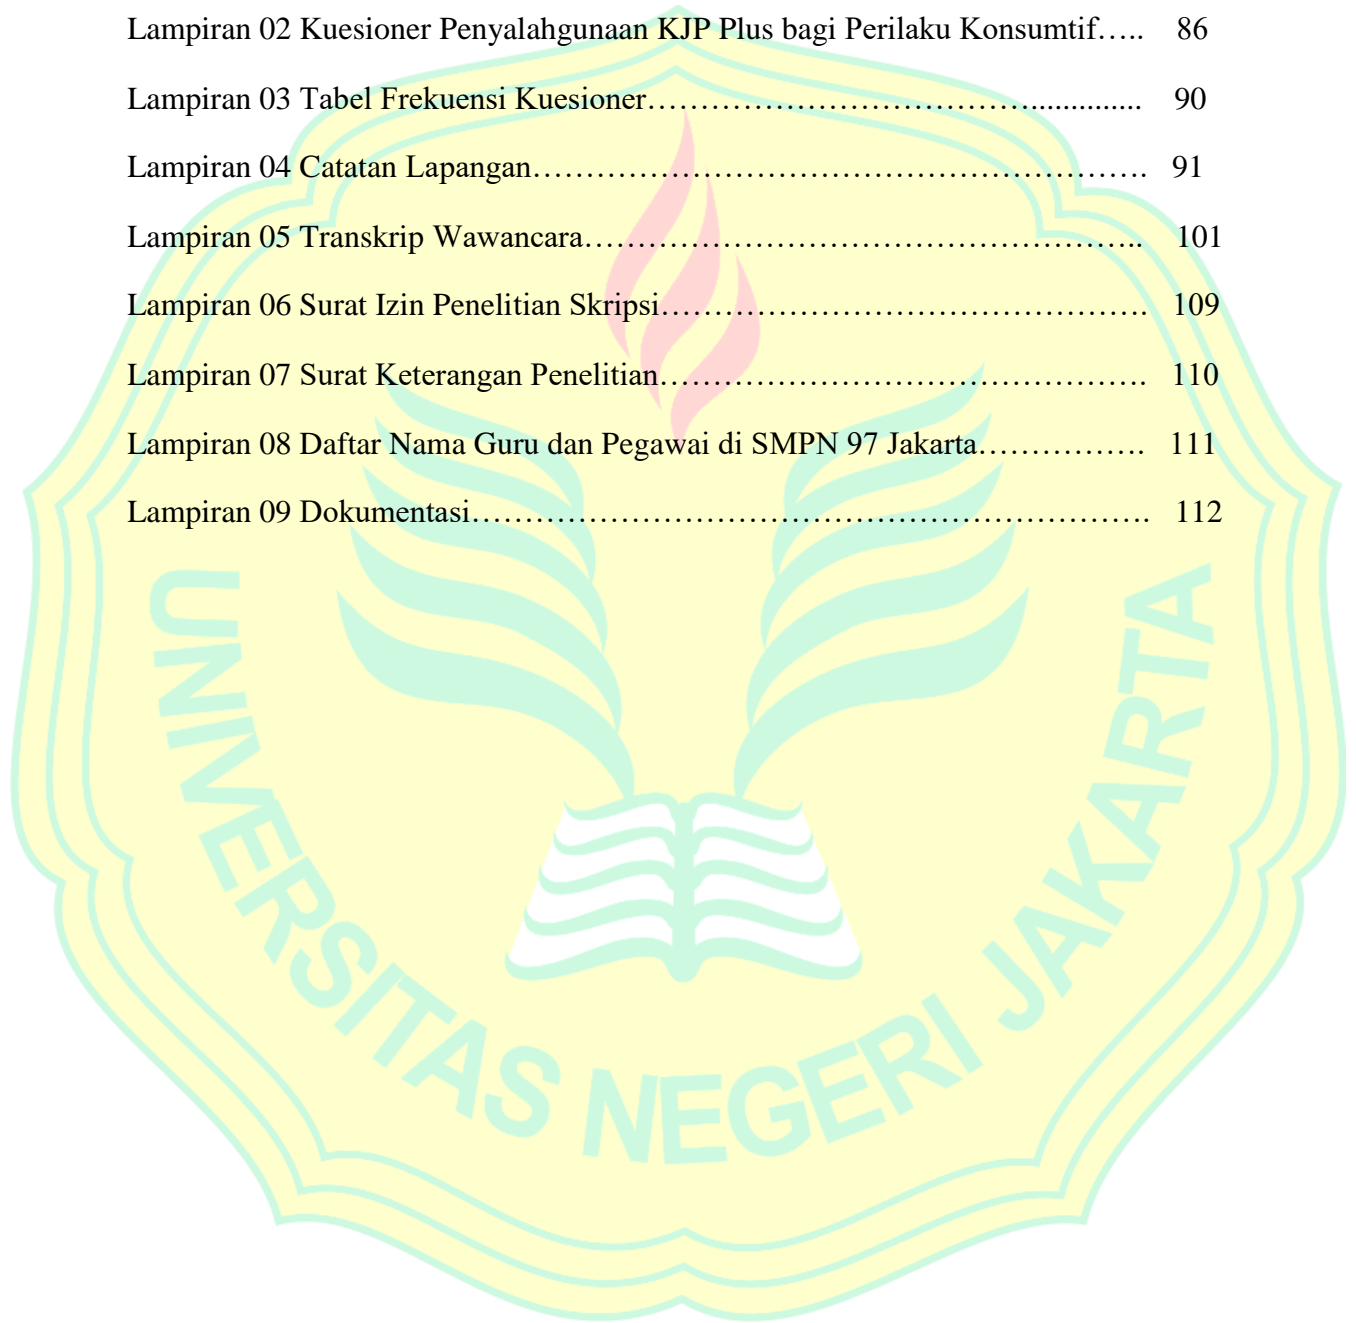 Lampiran 02 Kuesioner Penyalahgunaan KJP Plus bagi Perilaku Konsumtif….. 86
Lampiran 03 Tabel Frekuensi Kuesioner…………………………………............... 90
Lampiran 04 Catatan Lapangan…………………………………………………. 91
Lampiran 05 Transkrip Wawancara…………………………………………….. 101
Lampiran 06 Surat Izin Penelitian Skripsi………………………………………. 109
Lampiran 07 Surat Keterangan Penelitian………………………………………. 110
Lampiran 08 Daftar Nama Guru dan Pegawai di SMPN 97 Jakarta……………. 111
Lampiran 09 Dokumentasi………………………………………………………. 112
UNIVERSITAS NEGERI JAKARTA